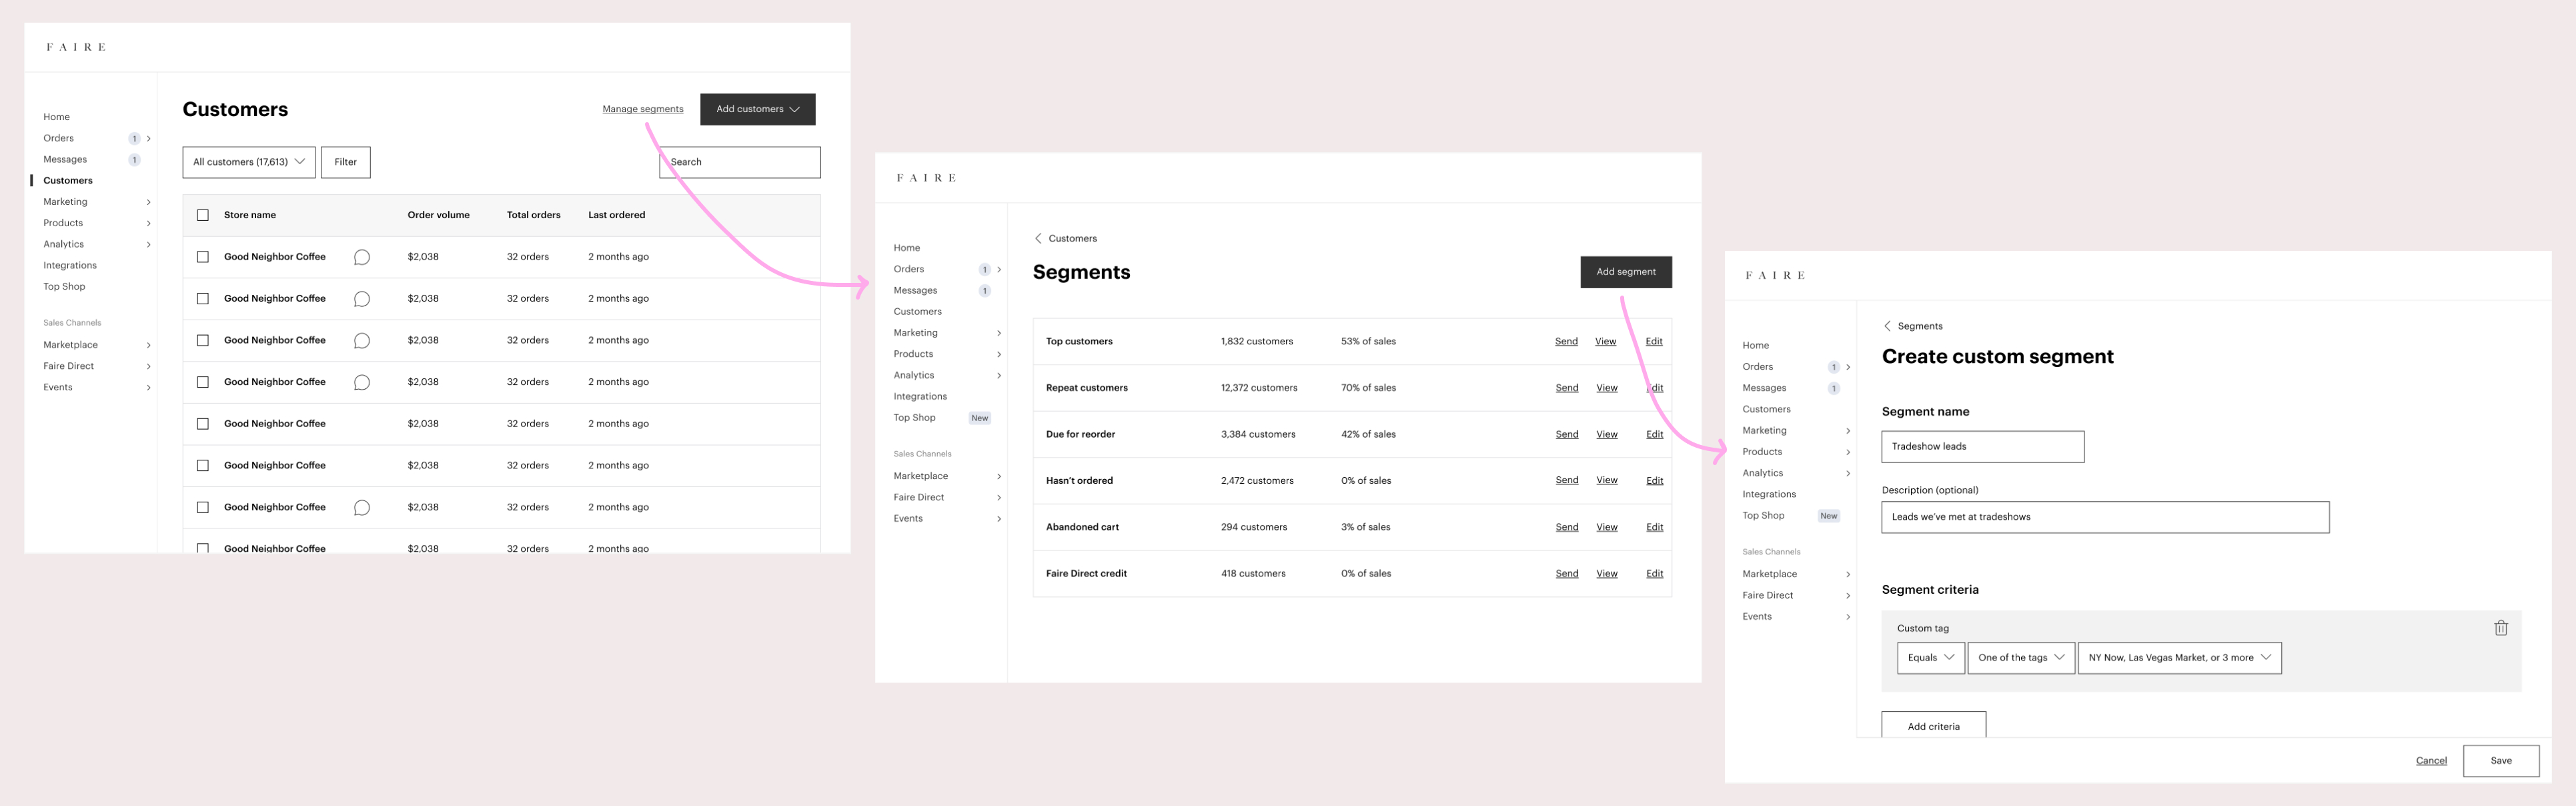 FAIRE
Home
Orders 1
Messages 1
Customers
Marketing
Products
Analytics
Integrations
Top Shop
Sales Channels
Marketplace
Faire Direct
Events
Customers
Manage segments
Add customers
All customers (17,613)
Filter
Search
Store name Order volume Total orders Last ordered
Good Neighbor Coffee $2,038 32 orders 2 months ago
Good Neighbor Coffee $2,038 32 orders 2 months ago
Good Neighbor Coffee $2,038 32 orders 2 months ago
Good Neighbor Coffee $2,038 32 orders 2 months ago
Good Neighbor Coffee $2,038 32 orders 2 months ago
Good Neighbor Coffee $2,038 32 orders 2 months ago
Good Neighbor Coffee $2,038 32 orders 2 months ago
Good Neighbor Coffee $2,038 32 orders 2 months ago
FAIRE
Home
Orders 1
Messages 1
Customers
Marketing
Products
Analytics
Integrations
Top Shop New
Sales Channels
Marketplace
Faire Direct
Events
Customers
Segments
Add segment
Top customers 1,832 customers 53% of sales Send View Edit
Repeat customers 12,372 customers 70% of sales Send View Edit
Due for reorder 3,384 customers 42% of sales Send View Edit
Hasn't ordered 2,472 customers 0% of sales Send View Edit
Abandoned cart 294 customers 3% of sales Send View Edit
Faire Direct credit 418 customers 0% of sales Send View Edit
FAIRE
Home
Orders 1
Messages 1
Customers
Marketing
Products
Analytics
Integrations
Top Shop New
Sales Channels
Marketplace
Faire Direct
Events
Segments
Create custom segment
Segment name
Tradeshow leads
Description (optional)
Leads we've met at tradeshows
Segment criteria
Custom tag
Equals
One of the tags
NY Now, Las Vegas Market, or 3 more
Add criteria
Cancel
Save